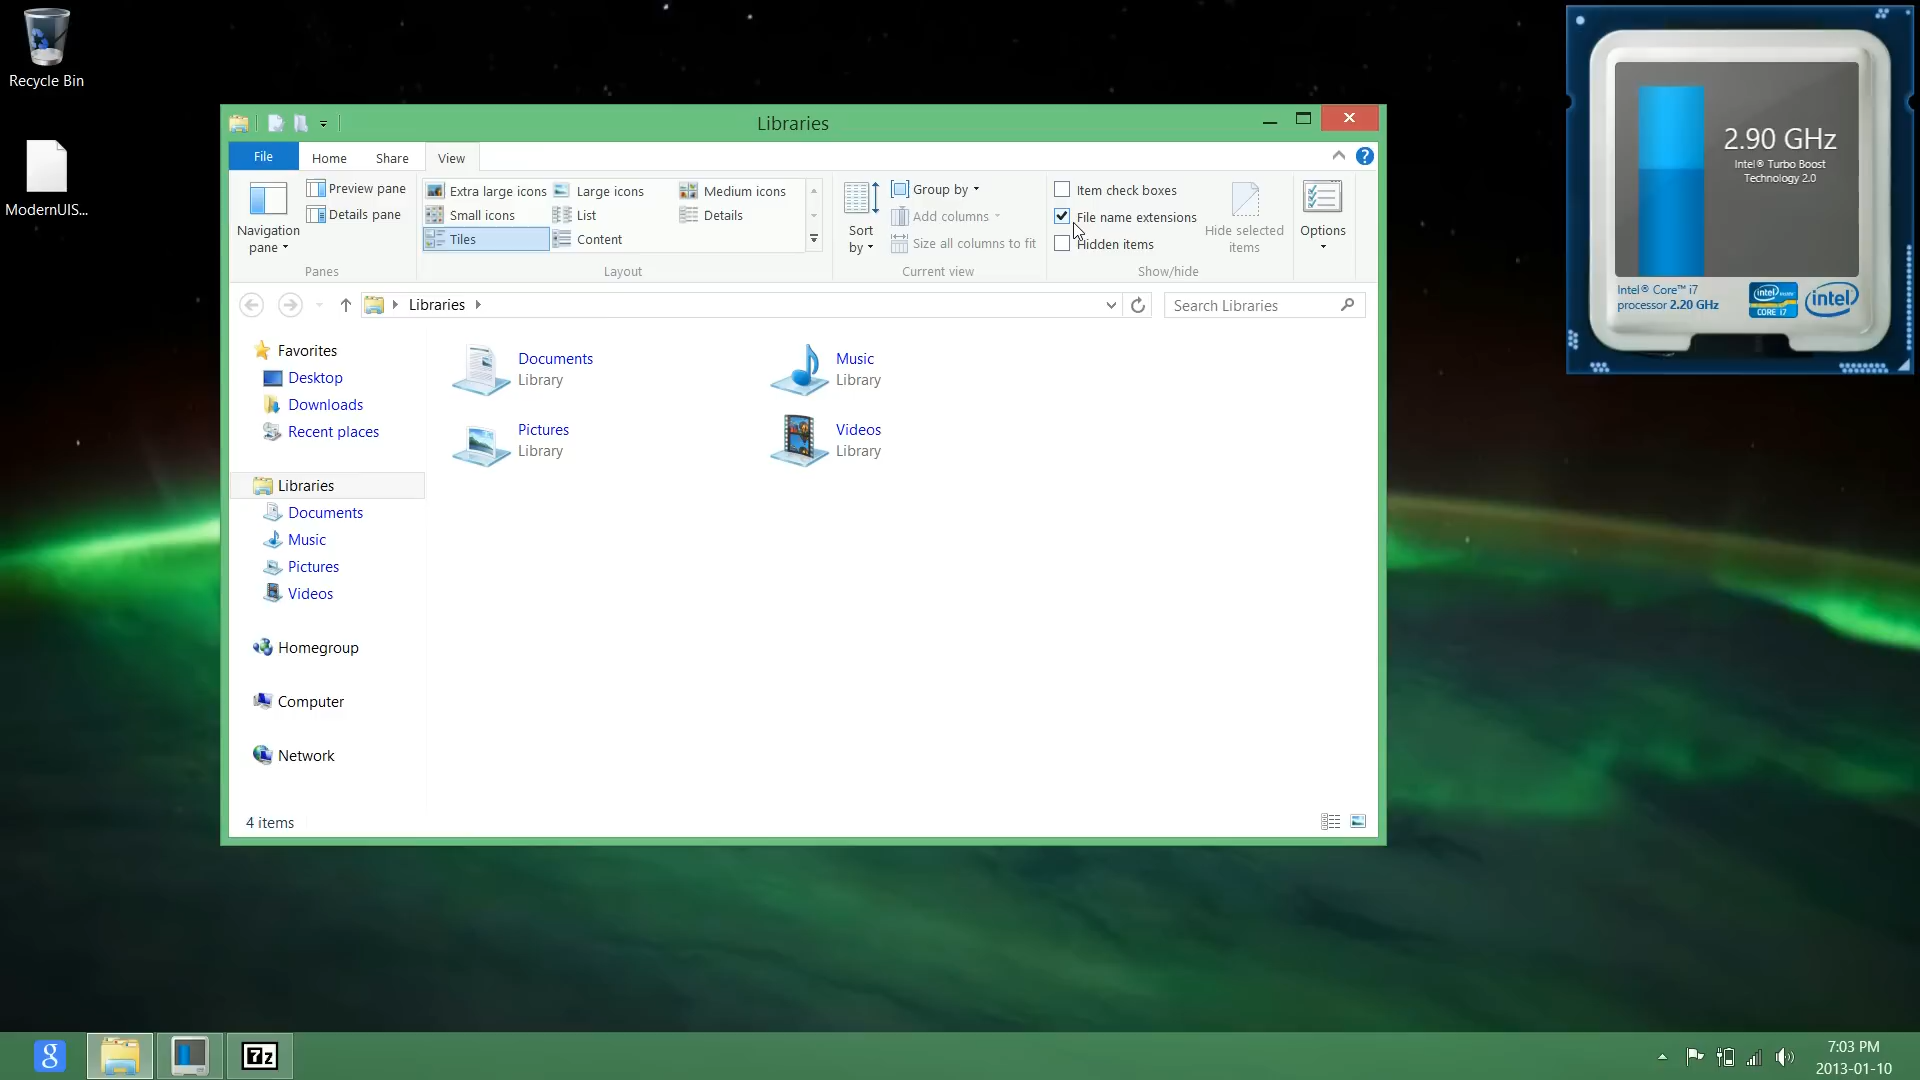 Recycle Bin
ModernUIS...
Libraries
File
Home
Share
View
Navigation
pane
Preview pane
Details pane
Panes
Extra large icons
Large icons
Medium icons
Small icons
List
Details
Tiles
Content
Layout
Sort
by
Group by
Add columns
Size all columns to fit
Current view
Item check boxes
File name extensions
Hidden items
Hide selected
items
Show/hide
Options
Libraries
Search Libraries
Favorites
Desktop
Downloads
Recent places
Libraries
Documents
Music
Pictures
Videos
Homegroup
Computer
Network
Documents
Library
Music
Library
Pictures
Library
Videos
Library
4 items
2.90 GHz
Intel® Turbo Boost
Technology 2.0
Intel® Core™ i7
processor 2.20 GHz
intel
CORE i7
intel
g
7z
7:03 PM
2013-01-10